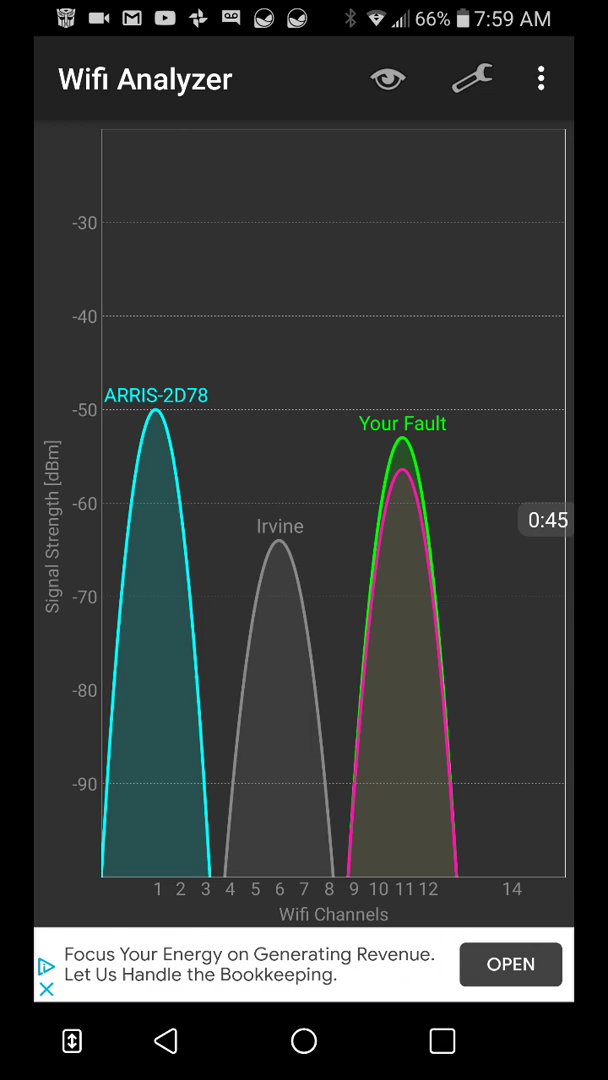 66% 7:59 AM
Wifi Analyzer
-30
-40
ARRIS-2D78
-50
Your Fault
-60
Irvine
0:45
-70
-80
-90
Signal Strength [dBm]
1 2 3 4 5 6 7 8 9 10 11 12 14
Wifi Channels
Focus Your Energy on Generating Revenue.
Let Us Handle the Bookkeeping.
OPEN